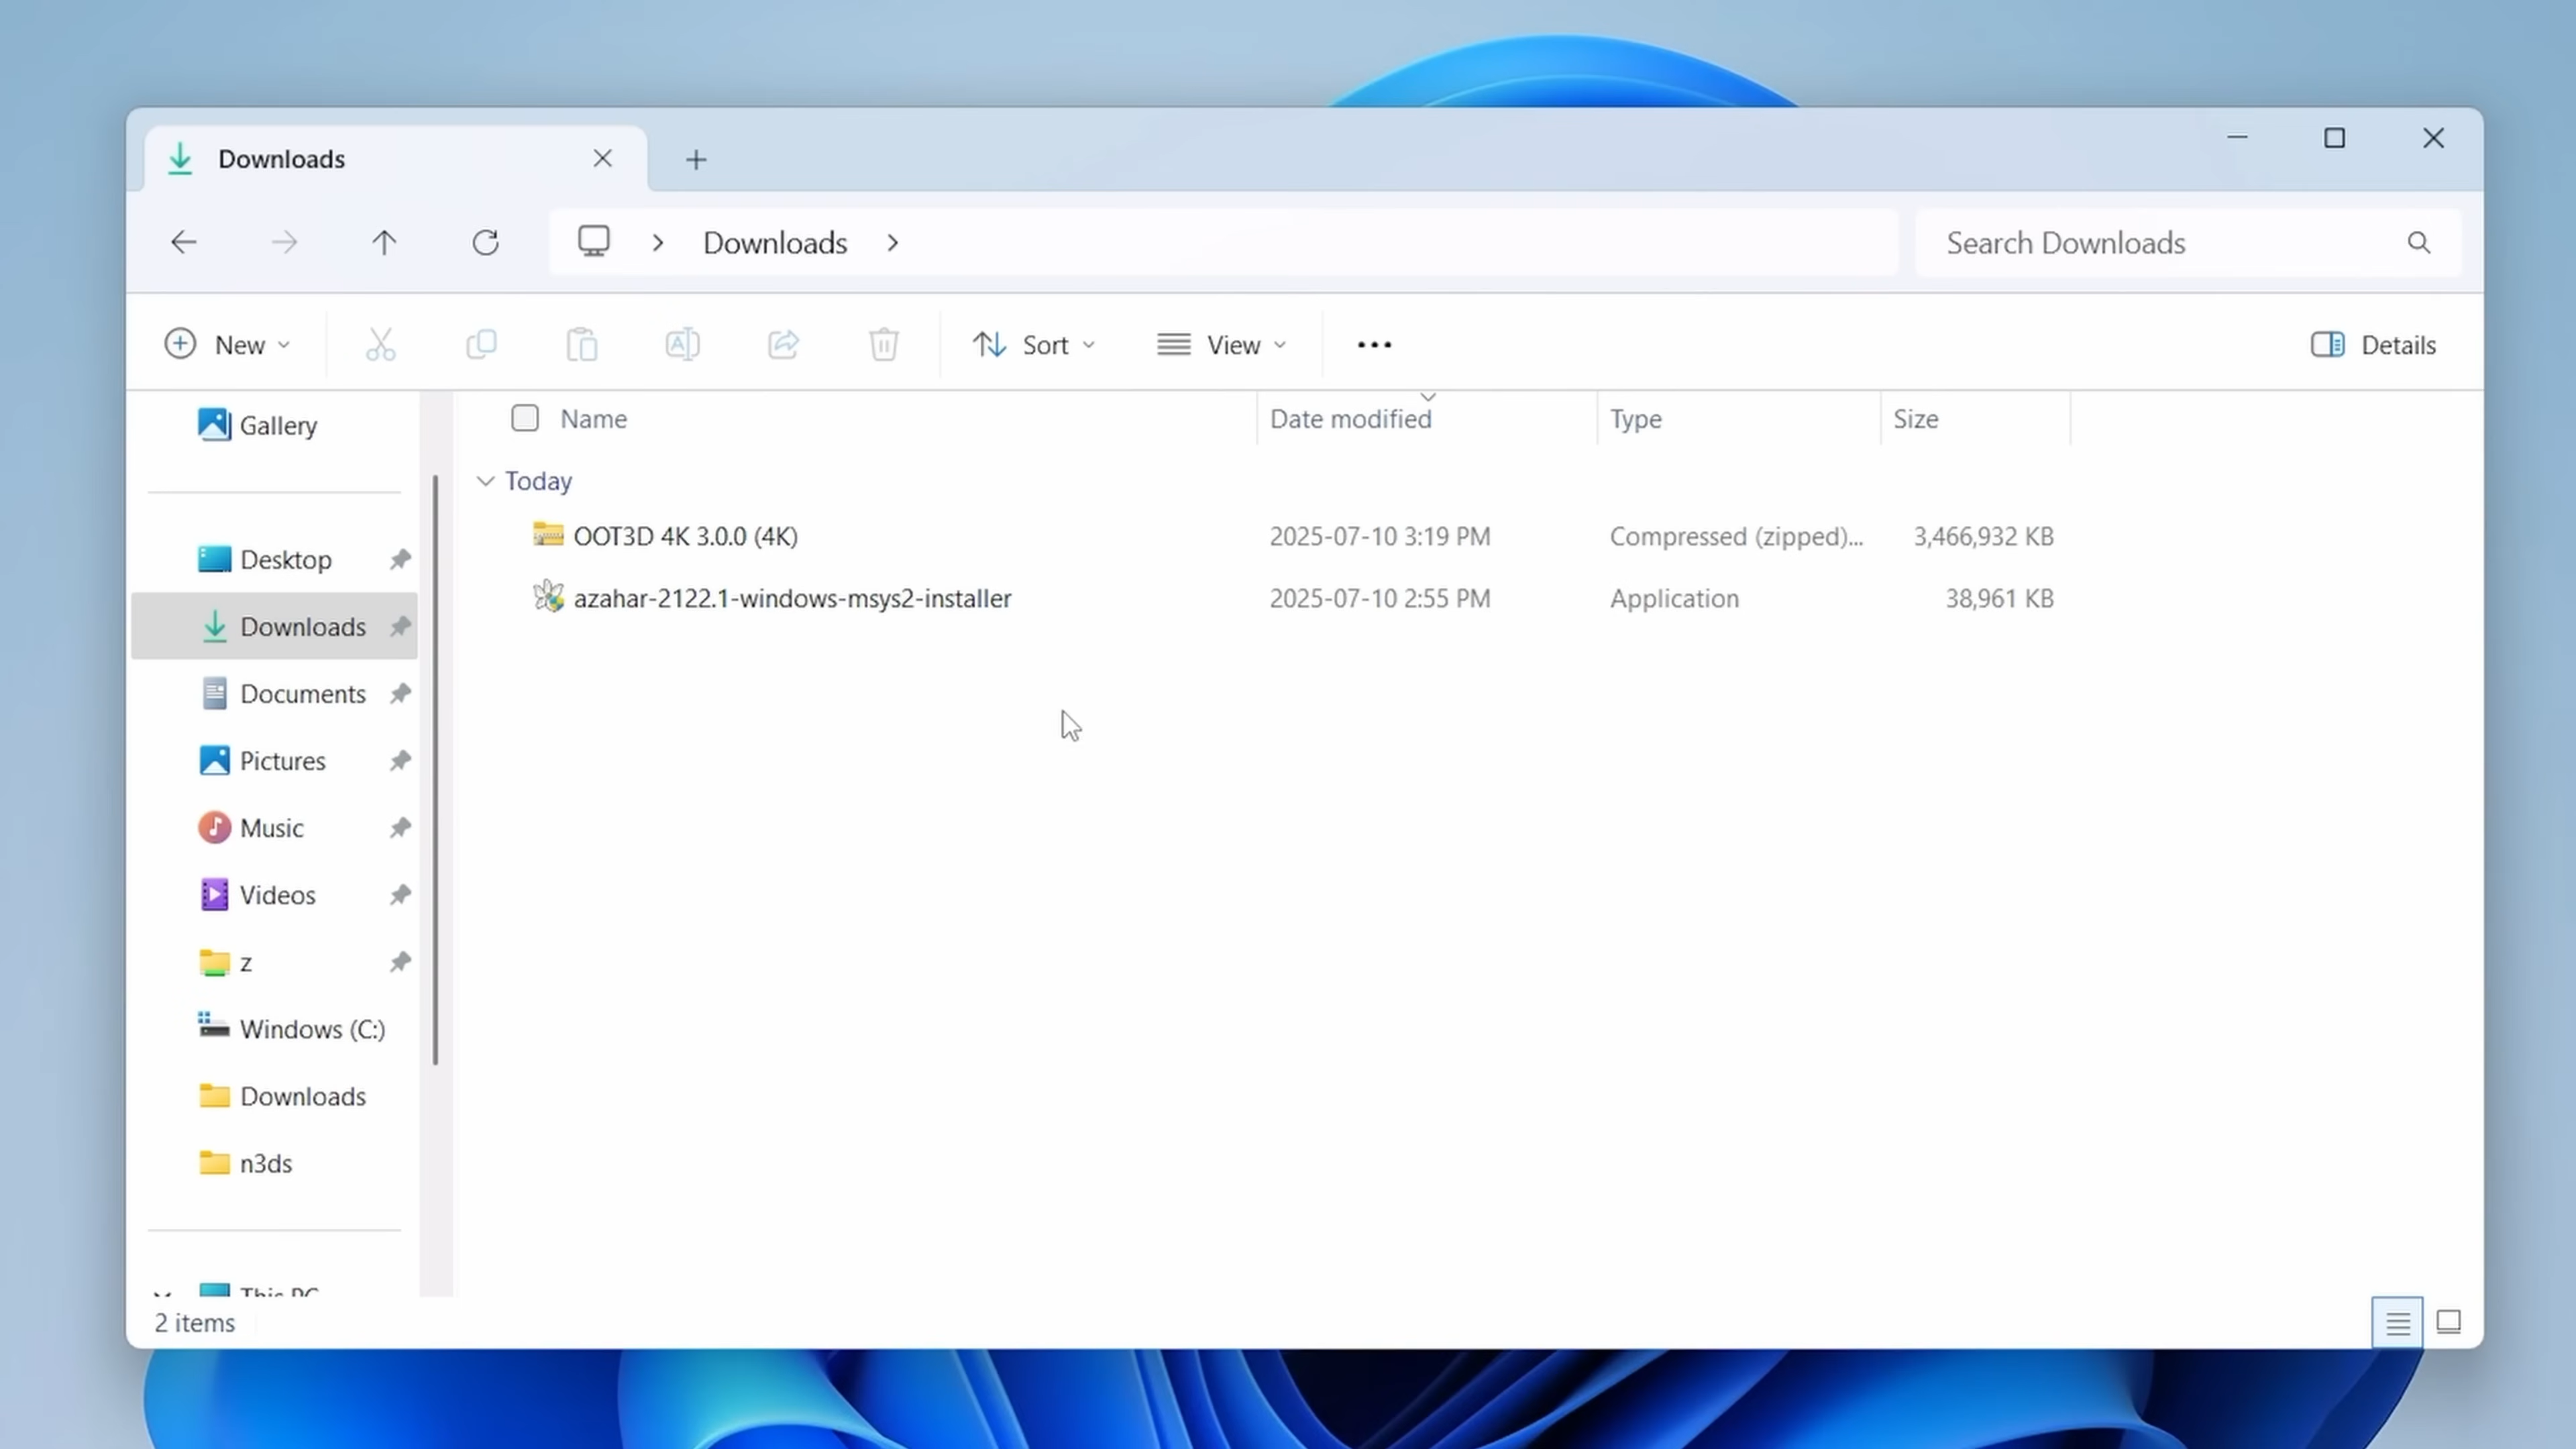 Downloads
Downloads
Search Downloads
New
Sort
View
Details
Gallery
Desktop
Downloads
Documents
Pictures
Music
Videos
z
Windows (C:)
Downloads
n3ds
This PC
Name
Date modified
Type
Size
Today
OOT3D 4K 3.0.0 (4K)
2025-07-10 3:19 PM
Compressed (zipped)...
3,466,932 KB
azahar-2122.1-windows-msys2-installer
2025-07-10 2:55 PM
Application
38,961 KB
2 items